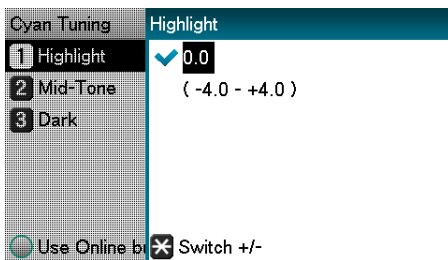 Cyan Tuning
1 Highlight
2 Mid-Tone
3 Dark
Use Online
Highlight
0.0
( -4.0 - +4.0 )
Switch +/-